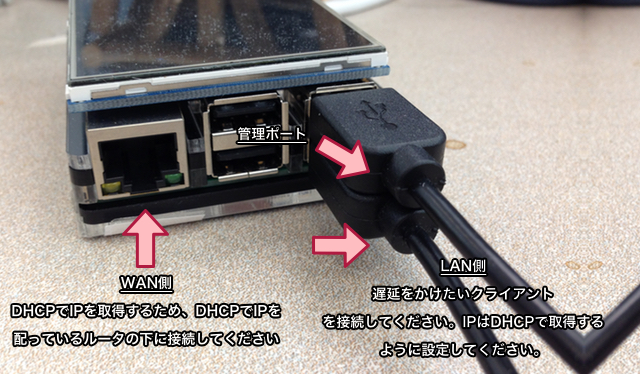 管理ポート
WAN側
DHCPでIPを取得するため、DHCPでIPを
配っているルータの下に接続してください
LAN側
遅延をかけたいクライアント
を接続してください。IPはDHCPで取得する
ように設定してください。